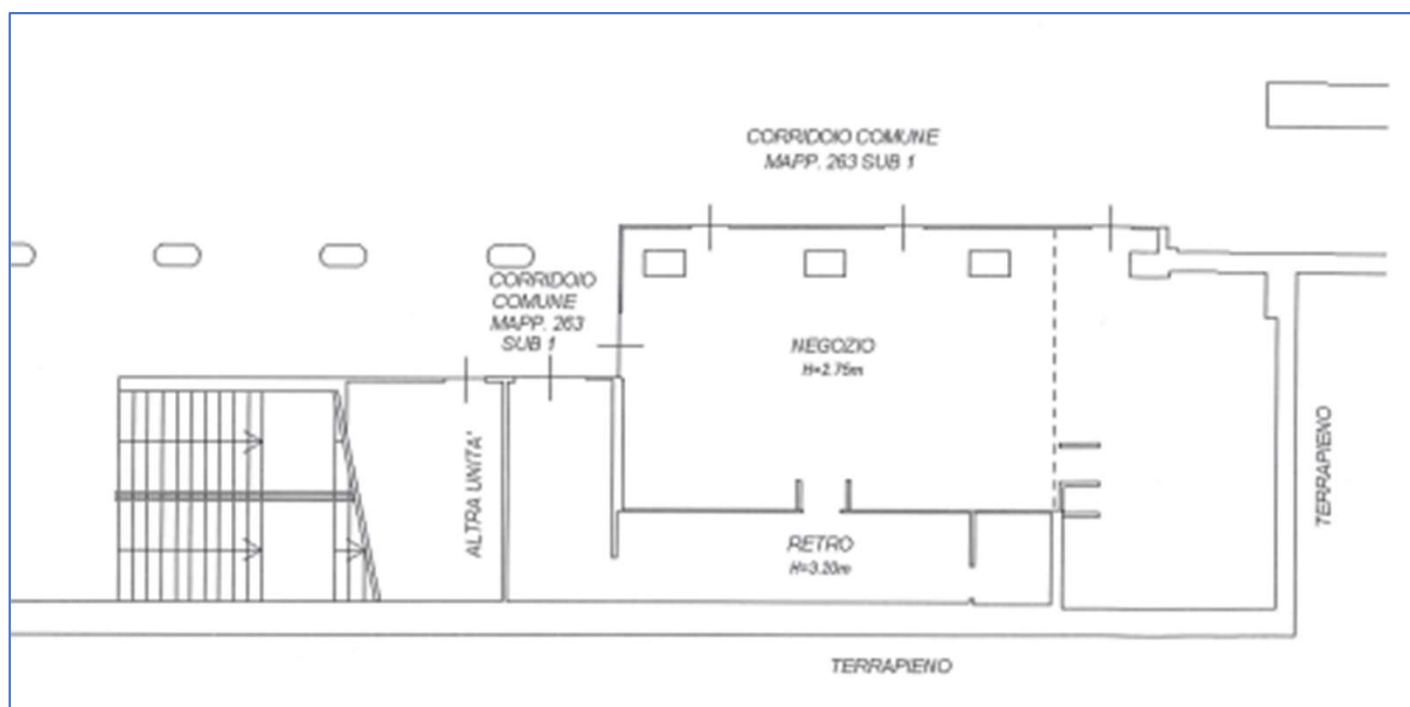 CORRIDOIO COMUNE
MAPP. 263 SUB 1
CORRIDOIO
COMUNE
MAPP. 263
SUB 1
NEGOZIO
H=2.75m
ALTRA UNITA'
RETRO
H=3.20m
TERRAPIENO
TERRAPIENO